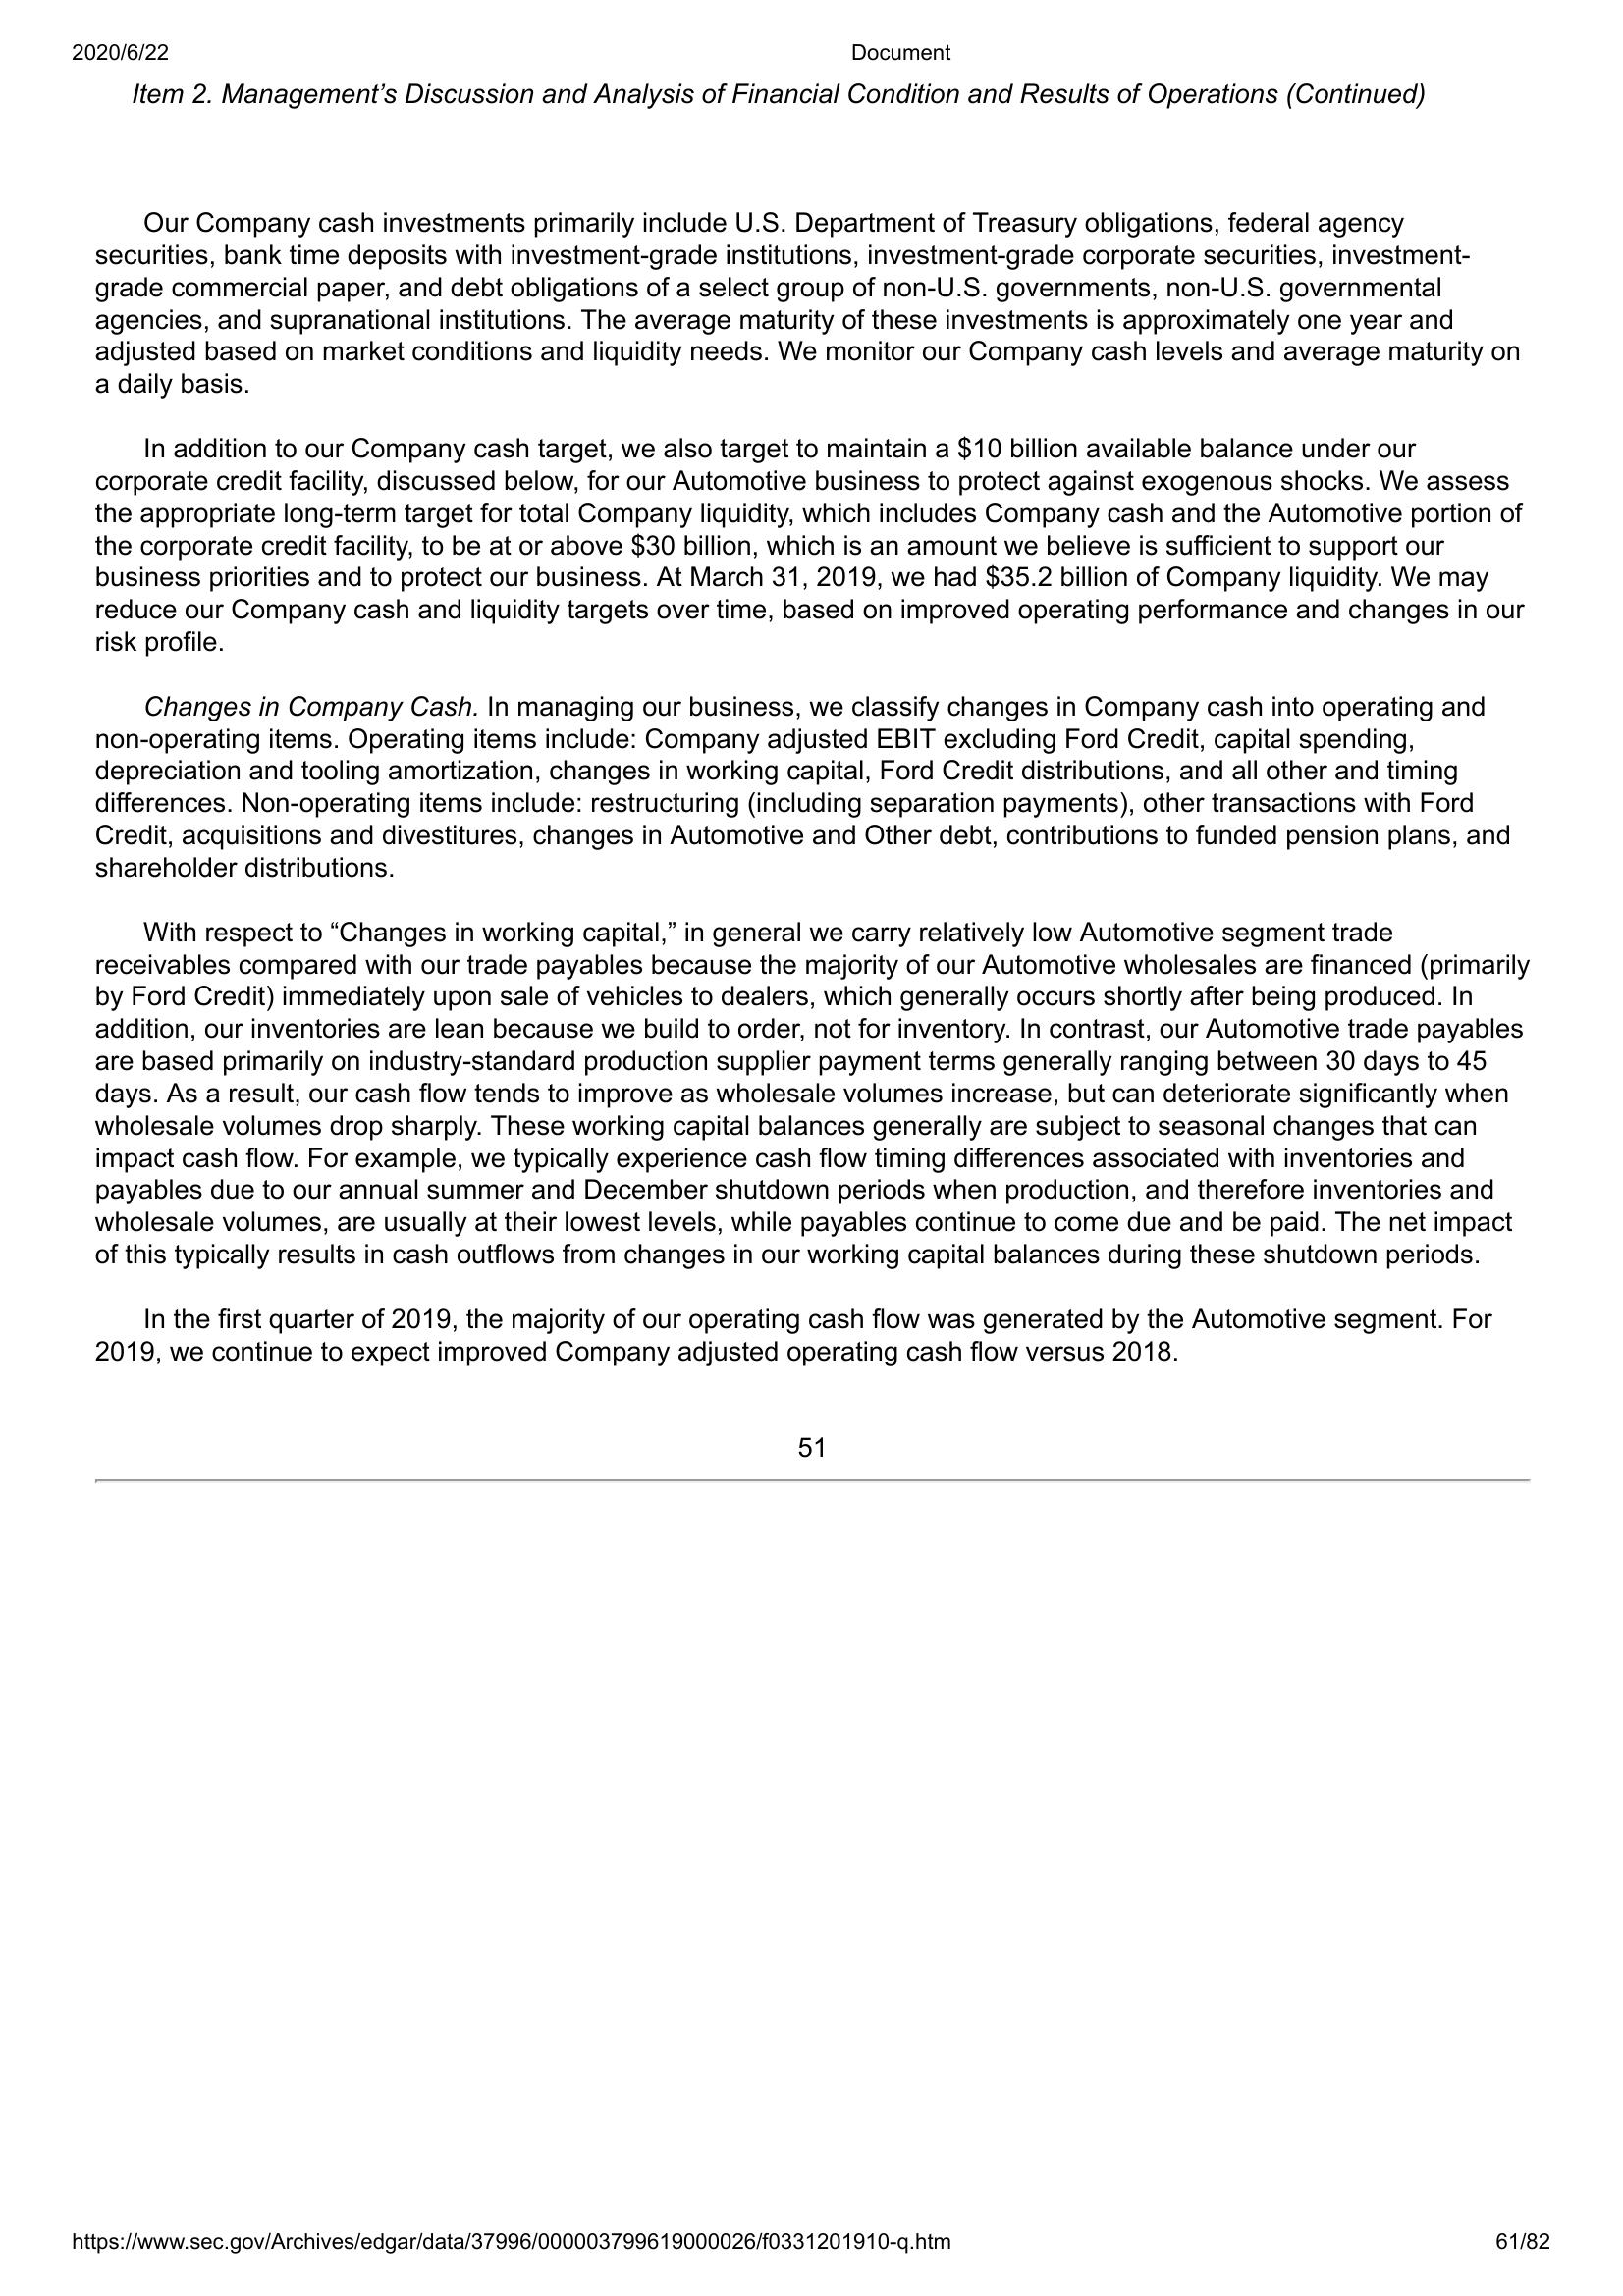 2020/6/22 Document
Item 2. Management’s Discussion and Analysis of Financial Condition and Results of Operations (Continued)
Our Company cash investments primarily include U.S. Department of Treasury obligations, federal agency
securities, bank time deposits with investment-grade institutions, investment-grade corporate securities, investment-
grade commercial paper, and debt obligations of a select group of non-U.S. governments, non-U.S. governmental
agencies, and supranational institutions. The average maturity of these investments is approximately one year and
adjusted based on market conditions and liquidity needs. We monitor our Company cash levels and average maturity on
a daily basis.
In addition to our Company cash target, we also target to maintain a $10 billion available balance under our
corporate credit facility, discussed below, for our Automotive business to protect against exogenous shocks. We assess
the appropriate long-term target for total Company liquidity, which includes Company cash and the Automotive portion of
the corporate credit facility, to be at or above $30 billion, which is an amount we believe is sufficient to support our
business priorities and to protect our business. At March 31, 2019, we had $35.2 billion of Company liquidity. We may
reduce our Company cash and liquidity targets over time, based on improved operating performance and changes in our
risk profile.
Changes in Company Cash. In managing our business, we classify changes in Company cash into operating and
non-operating items. Operating items include: Company adjusted EBIT excluding Ford Credit, capital spending,
depreciation and tooling amortization, changes in working capital, Ford Credit distributions, and all other and timing
differences. Non-operating items include: restructuring (including separation payments), other transactions with Ford
Credit, acquisitions and divestitures, changes in Automotive and Other debt, contributions to funded pension plans, and
shareholder distributions.
With respect to “Changes in working capital,” in general we carry relatively low Automotive segment trade
receivables compared with our trade payables because the majority of our Automotive wholesales are financed (primarily
by Ford Credit) immediately upon sale of vehicles to dealers, which generally occurs shortly after being produced. In
addition, our inventories are lean because we build to order, not for inventory. In contrast, our Automotive trade payables
are based primarily on industry-standard production supplier payment terms generally ranging between 30 days to 45
days. As a result, our cash flow tends to improve as wholesale volumes increase, but can deteriorate significantly when
wholesale volumes drop sharply. These working capital balances generally are subject to seasonal changes that can
impact cash flow. For example, we typically experience cash flow timing differences associated with inventories and
payables due to our annual summer and December shutdown periods when production, and therefore inventories and
wholesale volumes, are usually at their lowest levels, while payables continue to come due and be paid. The net impact
of this typically results in cash outflows from changes in our working capital balances during these shutdown periods.
In the first quarter of 2019, the majority of our operating cash flow was generated by the Automotive segment. For
2019, we continue to expect improved Company adjusted operating cash flow versus 2018.
51
https://www.sec.gov/Archives/edgar/data/37996/000003799619000026/f0331201910-q.htm 61/82